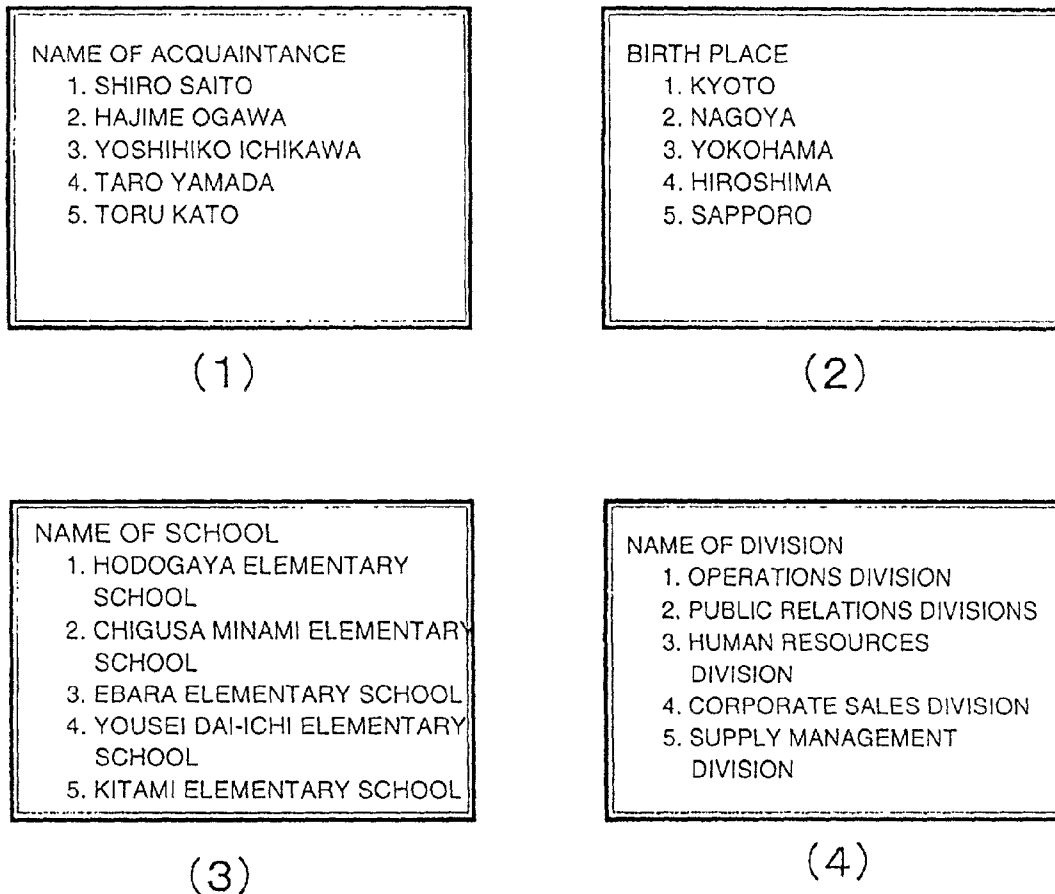 NAME OF ACQUAINTANCE
1. SHIRO SAITO
2. HAJIME OGAWA
3. YOSHIHIKO ICHIKAWA
4. TARO YAMADA
5. TORU KATO
(1)
BIRTH PLACE
1. KYOTO
2. NAGOYA
3. YOKOHAMA
4. HIROSHIMA
5. SAPPORO
(2)
NAME OF SCHOOL
1. HODOGAYA ELEMENTARY
SCHOOL
2. CHIGUSA MINAMI ELEMENTARY
SCHOOL
3. EBARA ELEMENTARY SCHOOL
4. YOUSEI DAI-ICHI ELEMENTARY
SCHOOL
5. KITAMI ELEMENTARY SCHOOL
(3)
NAME OF DIVISION
1. OPERATIONS DIVISION
2. PUBLIC RELATIONS DIVISIONS
3. HUMAN RESOURCES
DIVISION
4. CORPORATE SALES DIVISION
5. SUPPLY MANAGEMENT
DIVISION
(4)